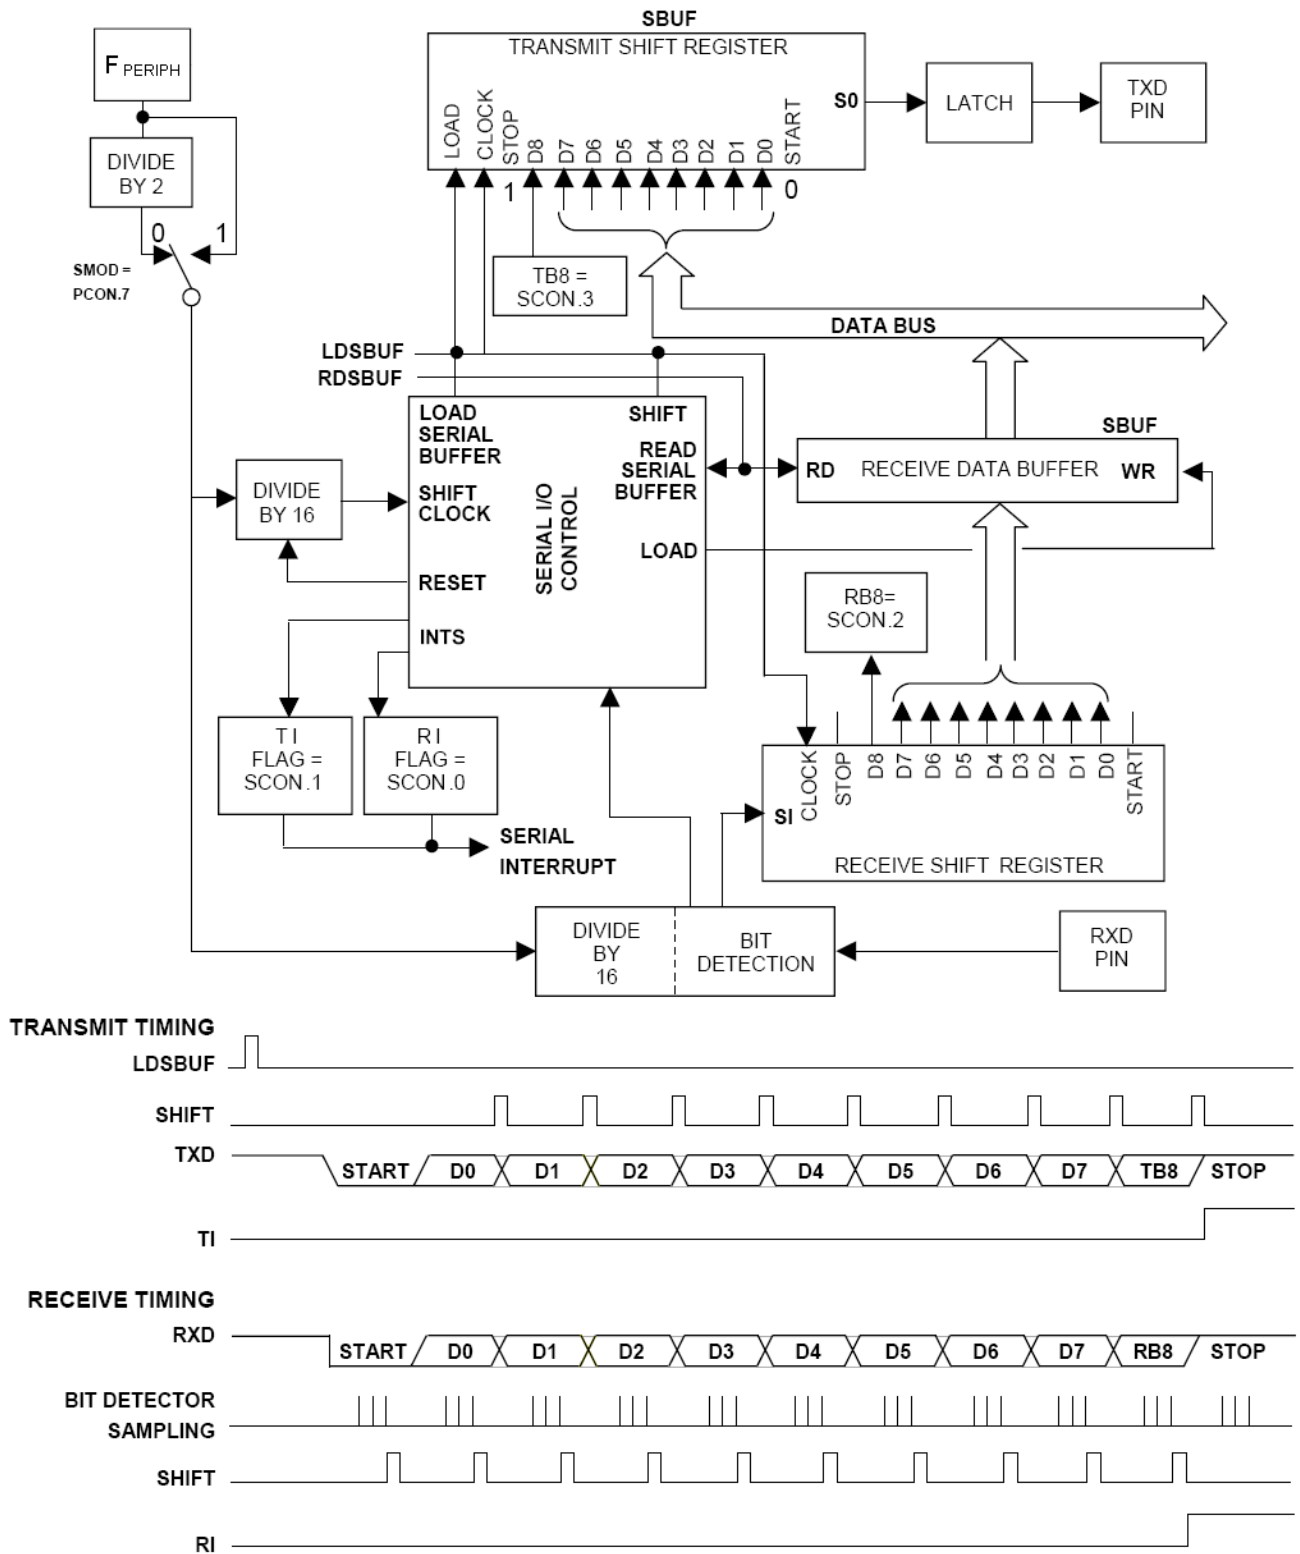 SBUF
TRANSMIT SHIFT REGISTER
F PERIPH
LOAD
CLOCK
STOP
D8
D7
D6
D5
D4
D3
D2
D1
D0
START
S0
LATCH
TXD
PIN
DIVIDE
BY 2
1
0
0
1
SMOD =
PCON.7
TB8 =
SCON.3
DATA BUS
LDSBUF
RDSBUF
LOAD
SERIAL
BUFFER
SHIFT
READ
SERIAL
BUFFER
SBUF
RD
RECEIVE DATA BUFFER
WR
DIVIDE
BY 16
SHIFT
CLOCK
SERIAL I/O
CONTROL
LOAD
RESET
INTS
RB8=
SCON.2
T I
FLAG =
SCON.1
R I
FLAG =
SCON.0
SERIAL
INTERRUPT
SI
CLOCK
STOP
D8
D7
D6
D5
D4
D3
D2
D1
D0
START
RECEIVE SHIFT REGISTER
DIVIDE
BY
16
BIT
DETECTION
RXD
PIN
TRANSMIT TIMING
LDSBUF
SHIFT
TXD
START D0 D1 D2 D3 D4 D5 D6 D7 TB8 STOP
TI
RECEIVE TIMING
RXD
START D0 D1 D2 D3 D4 D5 D6 D7 RB8 STOP
BIT DETECTOR
SAMPLING
SHIFT
RI